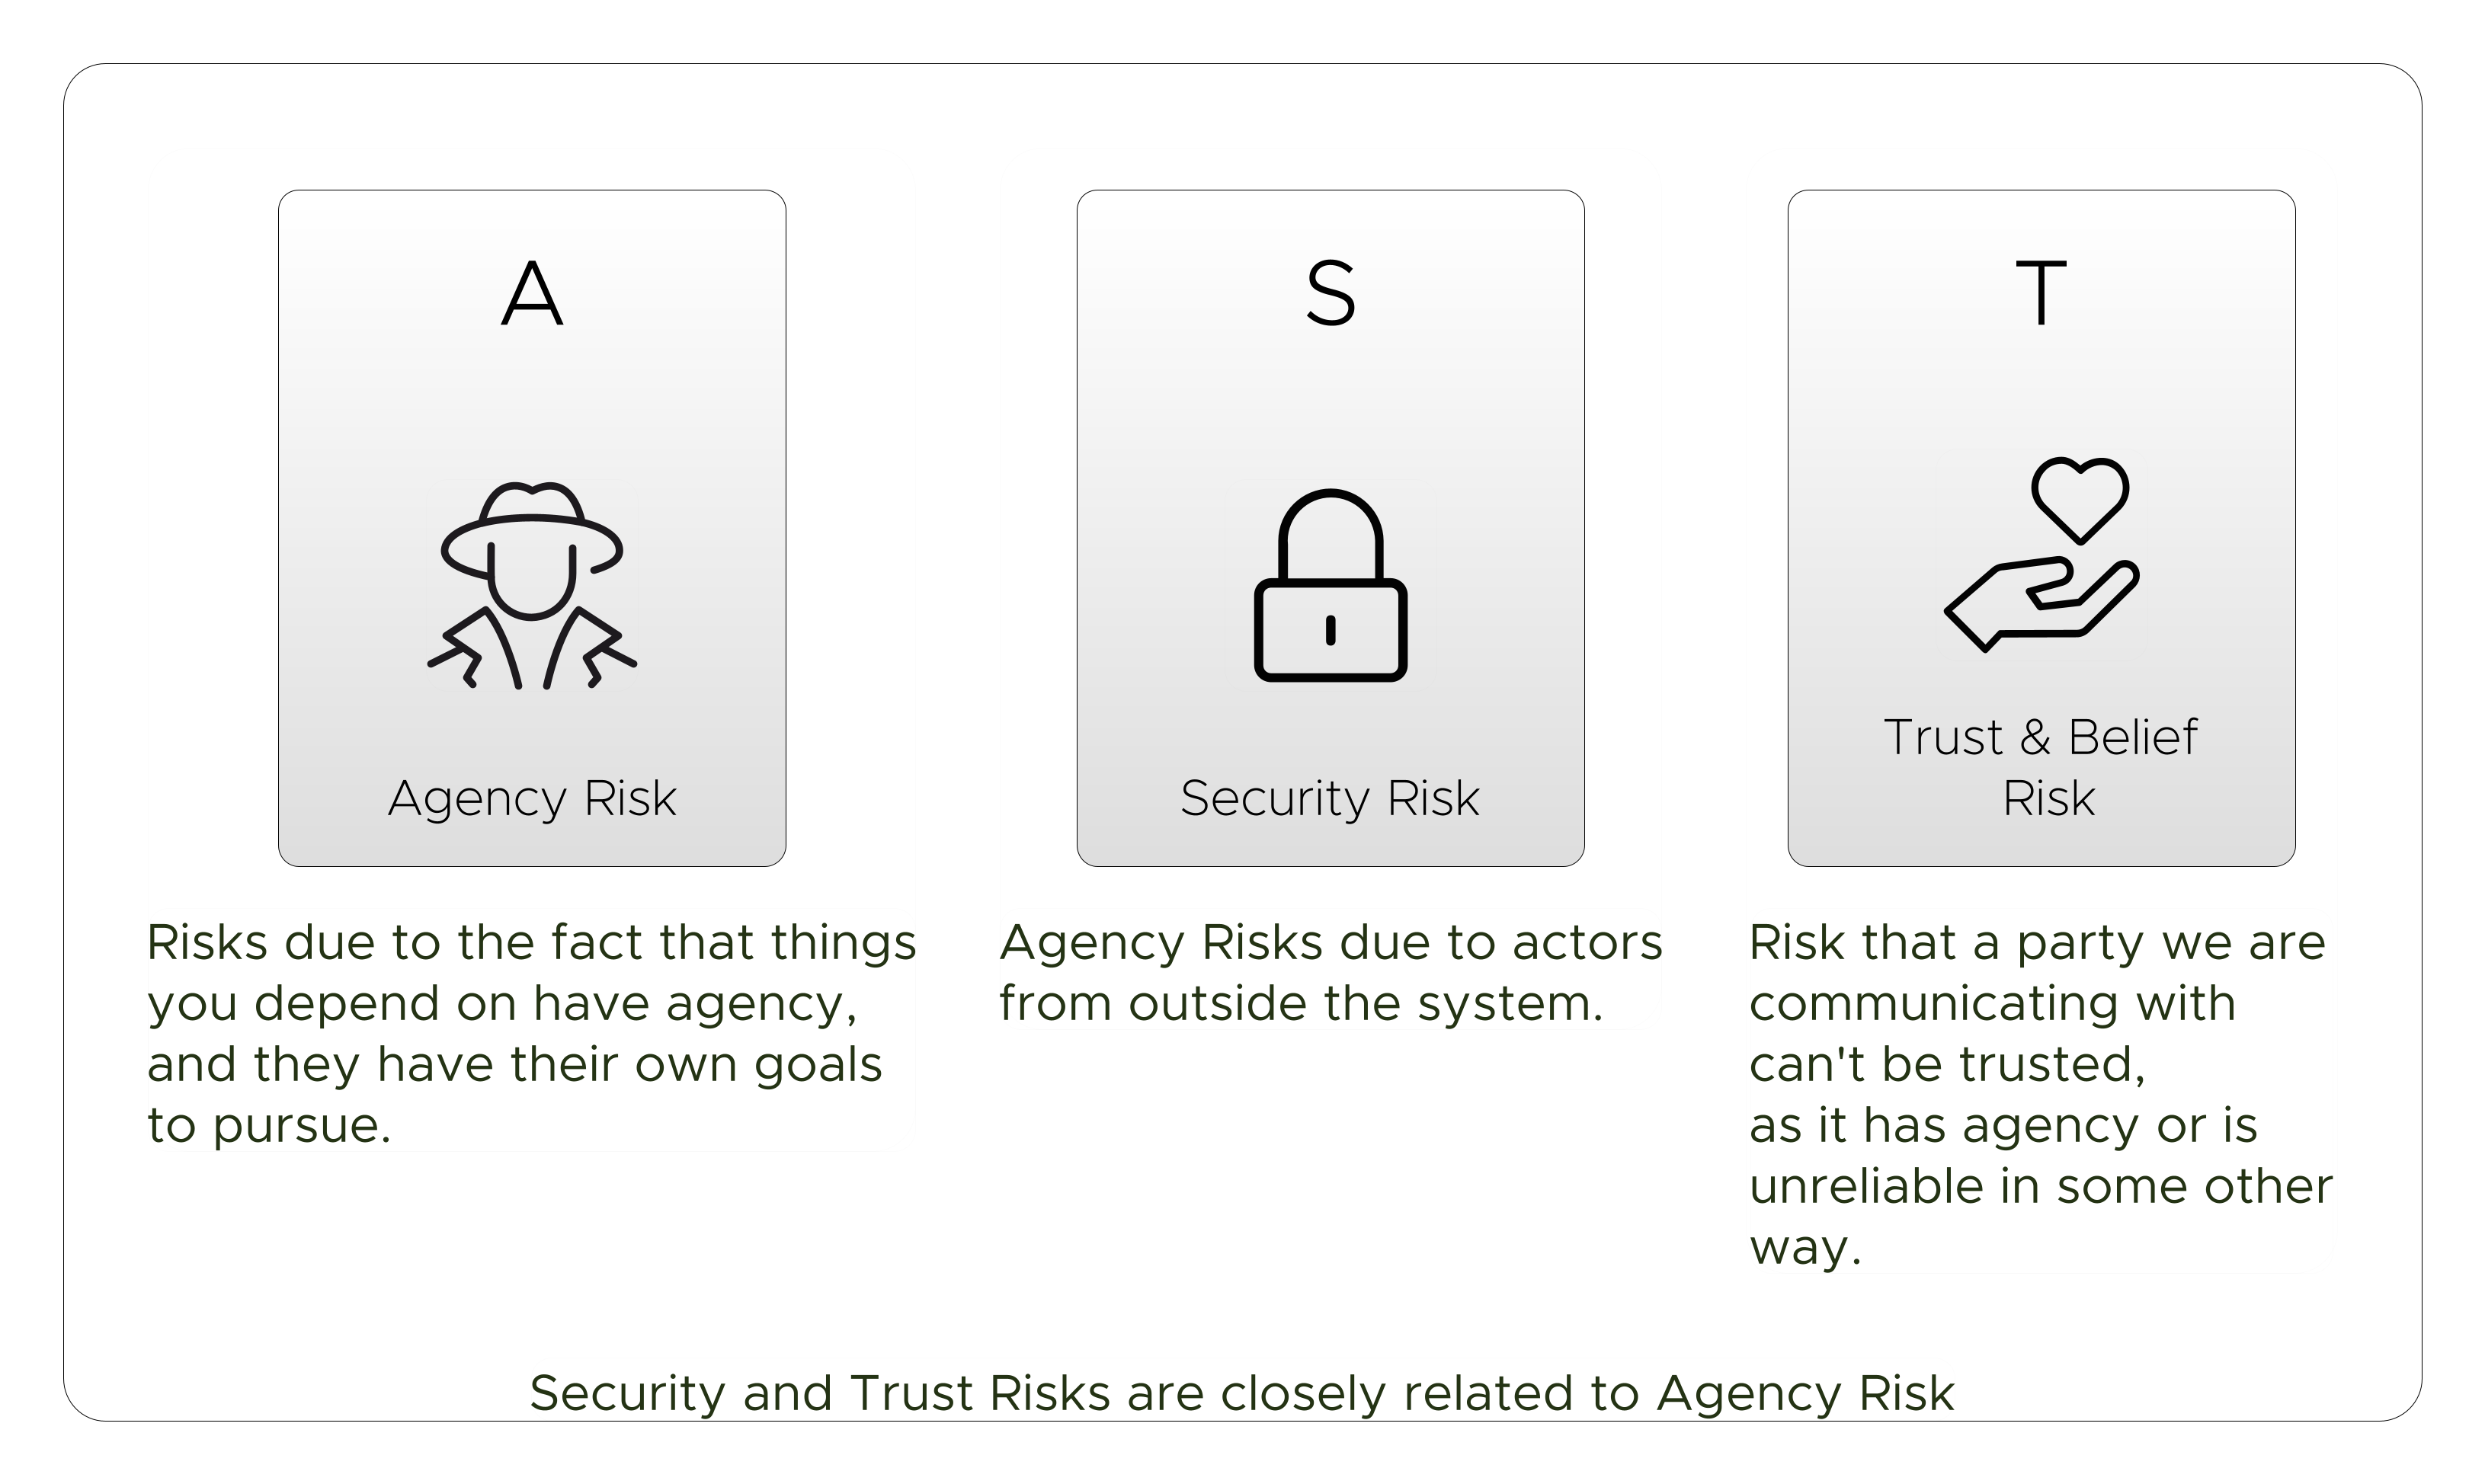 A
Agency Risk
Risks due to the fact that things
you depend on have agency,
and they have their own goals
to pursue.
S
Security Risk
Agency Risks due to actors
from outside the system.
T
Trust & Belief
Risk
Risk that a party we are
communicating with
can't be trusted,
as it has agency or is
unreliable in some other
way.
Security and Trust Risks are closely related to Agency Risk